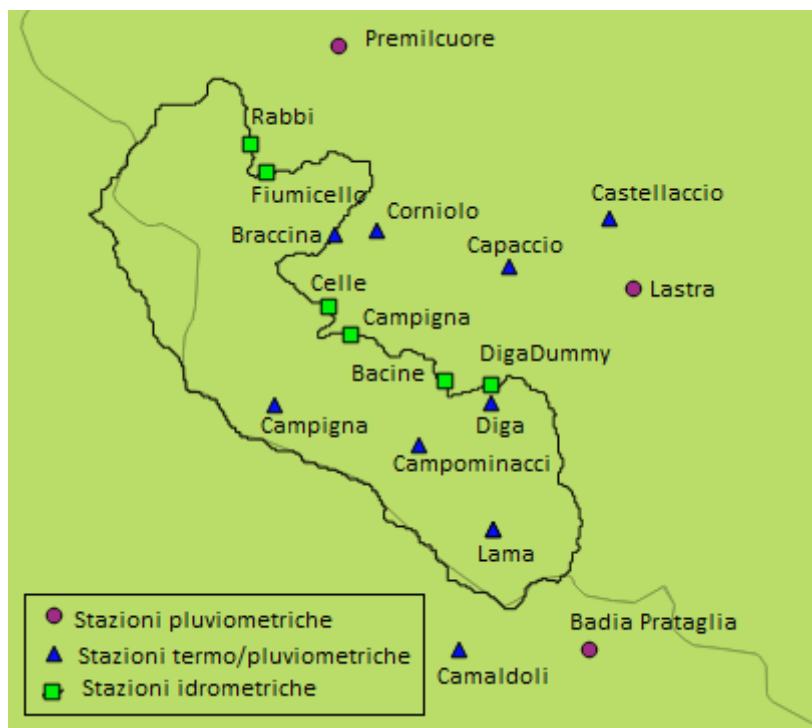 Premilcuore
Rabbi
Fiumicello
Castellaccio
Corniolo
Braccina
Capaccio
Celle
Lastra
Campigna
DigaDummy
Bacine
Campigna
Diga
Campominacci
Lama
Badia Prataglia
Camaldoli
Stazioni pluviometriche
Stazioni termo/pluviometriche
Stazioni idrometriche